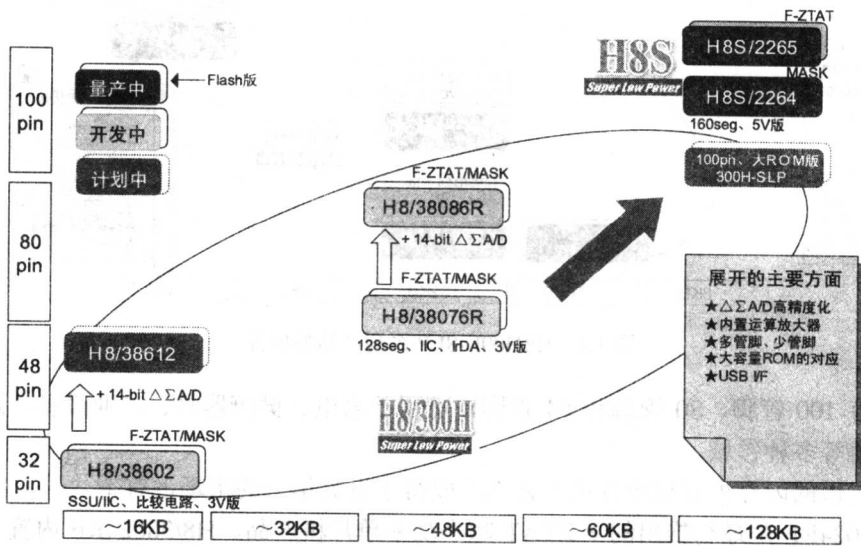 F-ZTAT
H8S
Super Low Power
H8S/2265
MASK
H8S/2264
160seg、5V版
100pin、大ROM版
300H-SLP
100
pin
80
pin
48
pin
32
pin
量产中
Flash版
开发中
计划中
F-ZTAT/MASK
H8/38086R
+ 14-bit △ΣA/D
F-ZTAT/MASK
H8/38076R
128seg、IIC、IrDA、3V版
H8/38612
+ 14-bit △ΣA/D
F-ZTAT/MASK
H8/38602
SSU/IIC、比较电路、3V版
H8/300H
Super Low Power
展开的主要方面
★△ΣA/D高精度化
★内置运算放大器
★多管脚、少管脚
★大容量ROM的对应
★USB I/F
～16KB
～32KB
～48KB
～60KB
～128KB